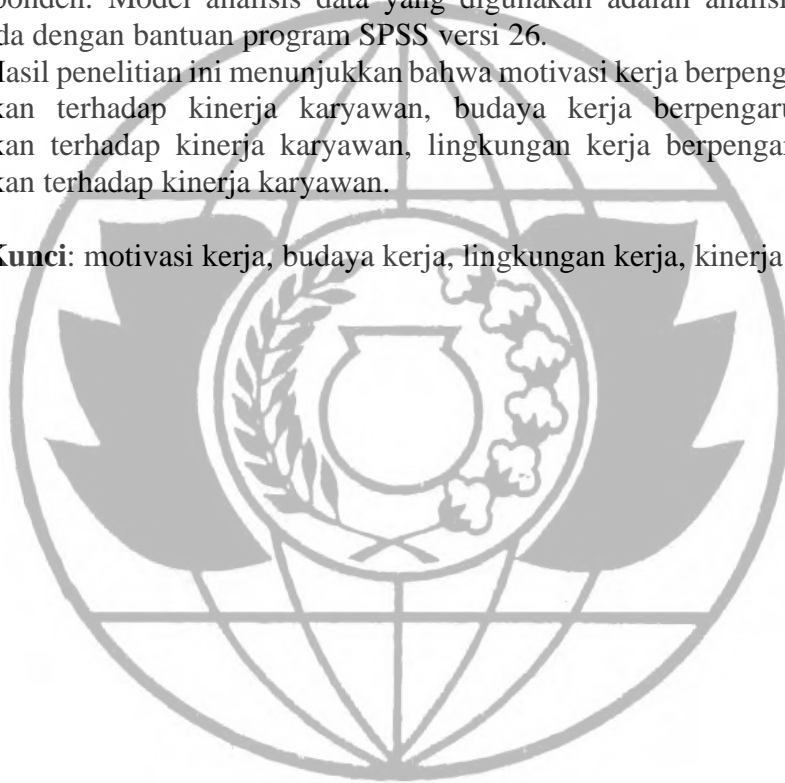 ponden. Model analisis data yang digunakan adalah analisis
da dengan bantuan program SPSS versi 26.
Hasil penelitian ini menunjukkan bahwa motivasi kerja berpeng
kan terhadap kinerja karyawan, budaya kerja berpengaru
kan terhadap kinerja karyawan, lingkungan kerja berpengar
kan terhadap kinerja karyawan.
Kunci: motivasi kerja, budaya kerja, lingkungan kerja, kinerja